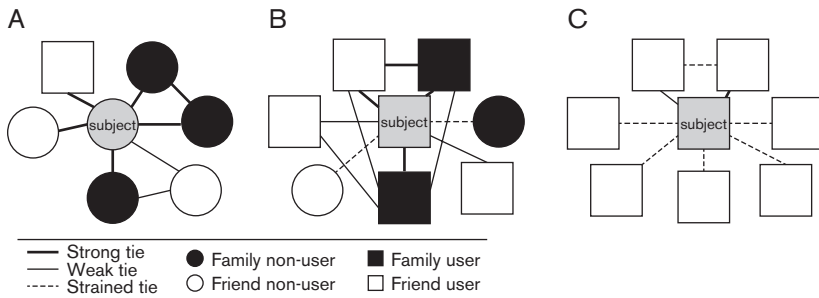 A B C
subject subject subject
Strong tie Family non-user Family user
Weak tie
Strained tie Friend non-user Friend user